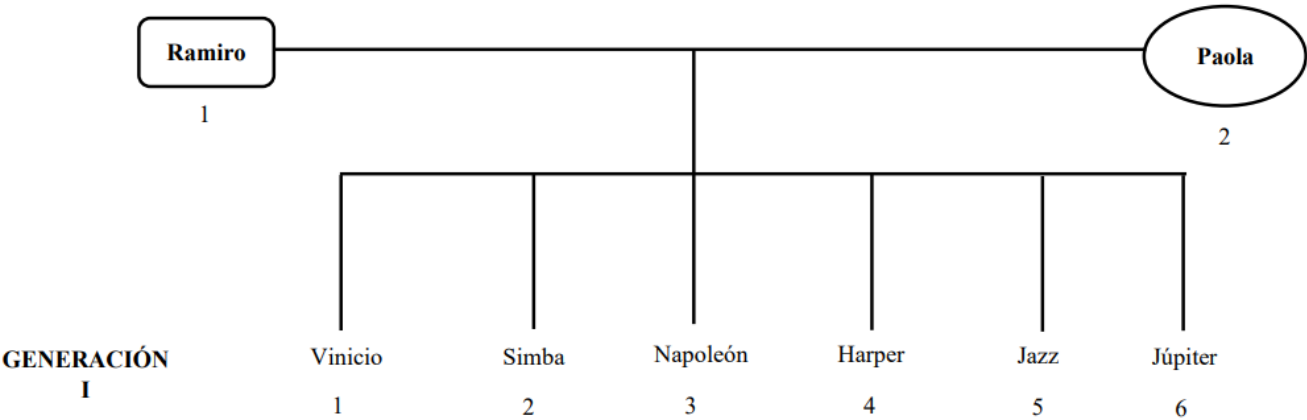 Ramiro
Paola
1
2
GENERACIÓN
I
Vinicio
Simba
Napoleón
Harper
Jazz
Júpiter
1
2
3
4
5
6